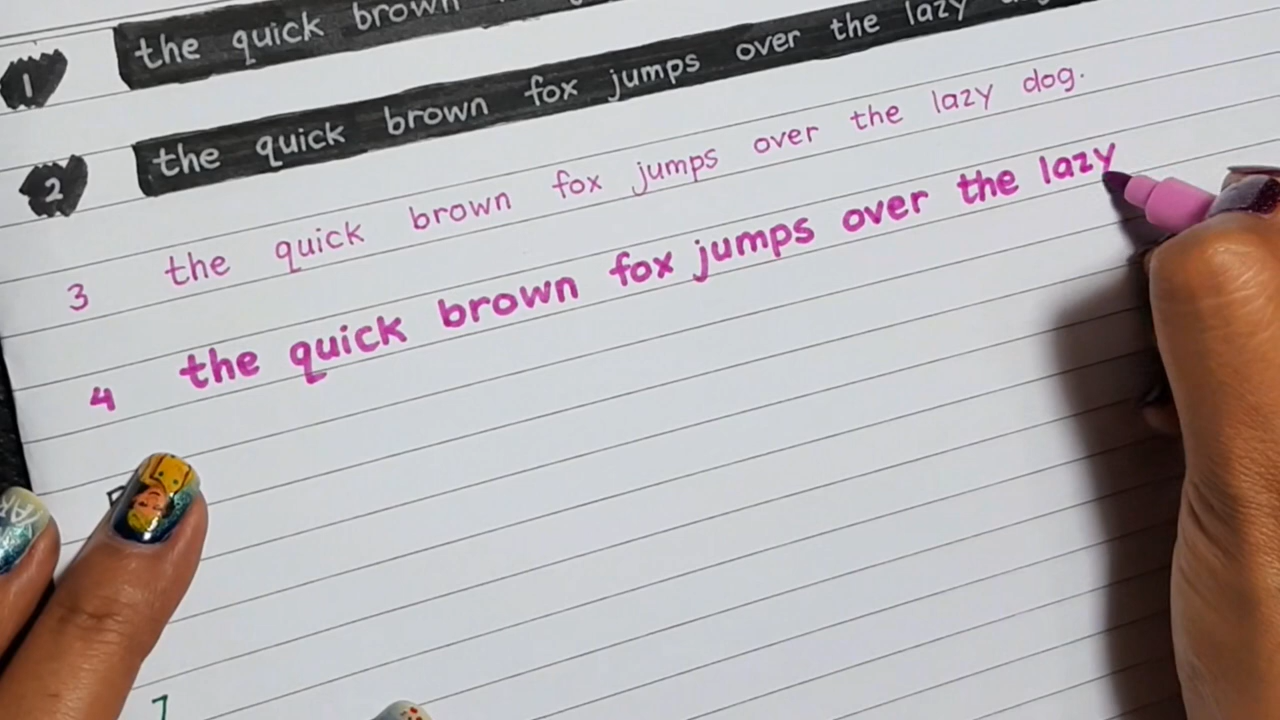 1 the quick brown
2 the quick brown fox jumps over the lazy
3 the quick brown fox jumps over the lazy dog.
4 the quick brown fox jumps over the lazy
7